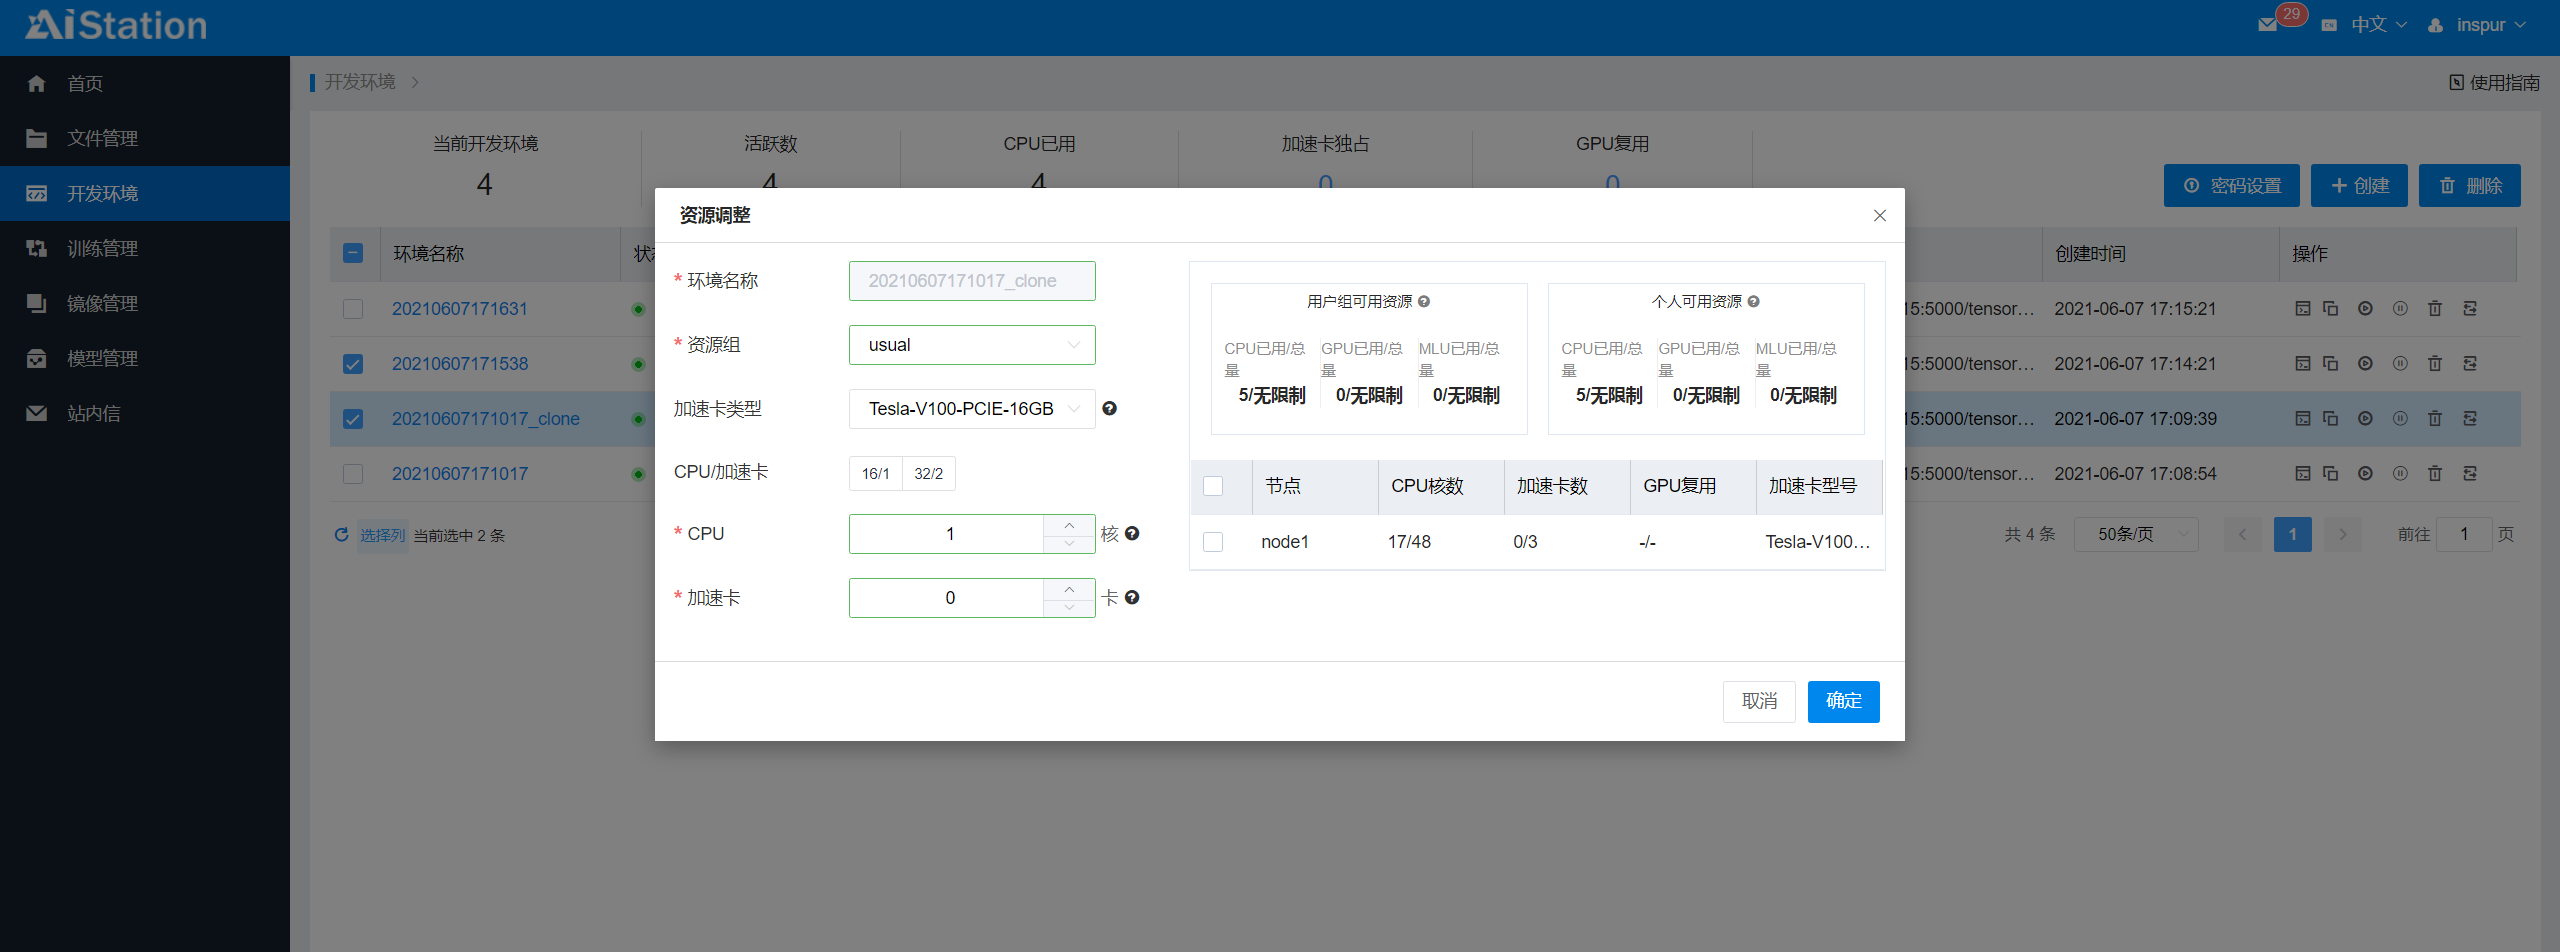 AiStation
29
中文
inspur
首页
文件管理
开发环境
训练管理
镜像管理
模型管理
站内信
开发环境
使用指南
当前开发环境
4
活跃数
4
CPU已用
4
加速卡独占
0
GPU复用
0
密码设置
创建
删除
环境名称
创建时间
操作
20210607171631
15:5000/tensor…
2021-06-07 17:15:21
20210607171538
15:5000/tensor…
2021-06-07 17:14:21
20210607171017_clone
15:5000/tensor…
2021-06-07 17:09:39
20210607171017
15:5000/tensor…
2021-06-07 17:08:54
选择列 当前选中 2 条
共 4 条
50条/页
1
前往 1 页
资源调整
* 环境名称
20210607171017_clone
* 资源组
usual
加速卡类型
Tesla-V100-PCIE-16GB
CPU/加速卡
16/1
32/2
* CPU
1
核
* 加速卡
0
卡
用户组可用资源
CPU已用/总量
5/无限制
GPU已用/总量
0/无限制
MLU已用/总量
0/无限制
个人可用资源
CPU已用/总量
5/无限制
GPU已用/总量
0/无限制
MLU已用/总量
0/无限制
节点
CPU核数
加速卡数
GPU复用
加速卡型号
node1
17/48
0/3
-/-
Tesla-V100…
取消
确定